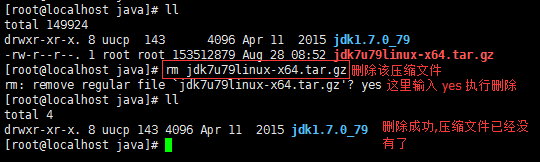 [root@localhost java]# ll
total 149924
drwxr-xr-x. 8 uucp 143 4096 Apr 11 2015 jdk1.7.0_79
-rw-r--r--. 1 root root 153512879 Aug 28 08:52 jdk7u79linux-x64.tar.gz
[root@localhost java]# rm jdk7u79linux-x64.tar.gz 删除该压缩文件
rm: remove regular file `jdk7u79linux-x64.tar.gz'? yes 这里输入 yes 执行删除
[root@localhost java]# ll
total 4
drwxr-xr-x. 8 uucp 143 4096 Apr 11 2015 jdk1.7.0_79 删除成功,压缩文件已经没有了
[root@localhost java]#